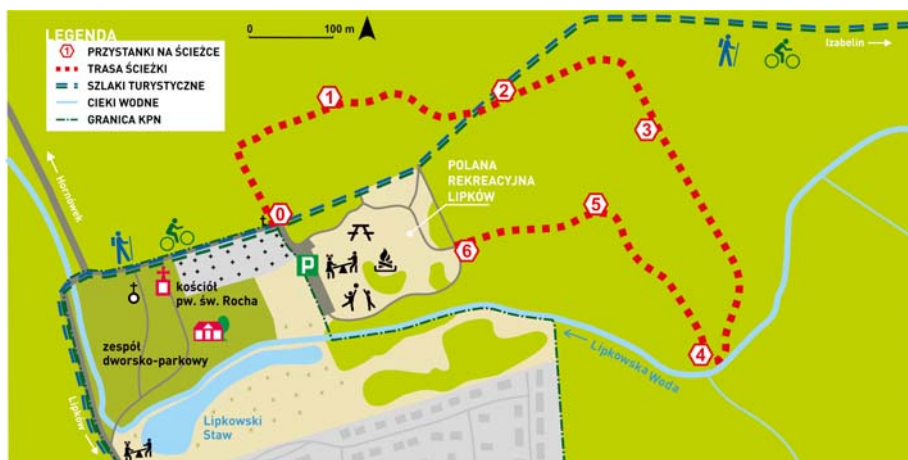 LEGENDA
1 PRZYSTANKI NA ŚCIEŻCE
TRASA ŚCIEŻKI
SZLAKI TURYSTYCZNE
CIEKI WODNE
GRANICA KPN
0 100 m
Izabelin
1
2
3
Hornówek
POLANA
REKREACYJNA
LIPKÓW
0
5
6
P
kościół
pw. św. Rocha
zespół
dworsko-parkowy
4
Lipkowska Woda
Lipków
Lipkowski
Staw